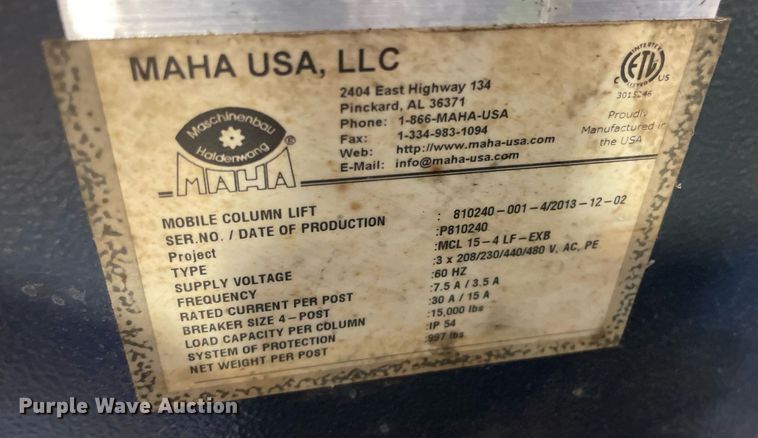 MAHA USA, LLC
2404 East Highway 134
Pinckard, AL 36371
Phone: 1-866-MAHA-USA
Fax: 1-334-983-1094
Web: http://www.maha-usa.com
E-Mail: info@maha-usa.com
Maschinenbau
Haldenwang
MAHA®
INTERTEK
C ETL US
LISTED
Proudly
Manufactured in
the USA
MOBILE COLUMN LIFT
SER.NO. / DATE OF PRODUCTION : 810240-001-4/2013-12-02
Project :P810240
TYPE :MCL 15-4 LF-EXB
SUPPLY VOLTAGE :3 x 208/230/440/480 V, AC, PE
FREQUENCY :60 HZ
RATED CURRENT PER POST :7.5 A / 3.5 A
BREAKER SIZE 4-POST :30 A / 15 A
LOAD CAPACITY PER COLUMN :15,000 lbs
SYSTEM OF PROTECTION :IP 54
NET WEIGHT PER POST :997 lbs
Purple Wave Auction